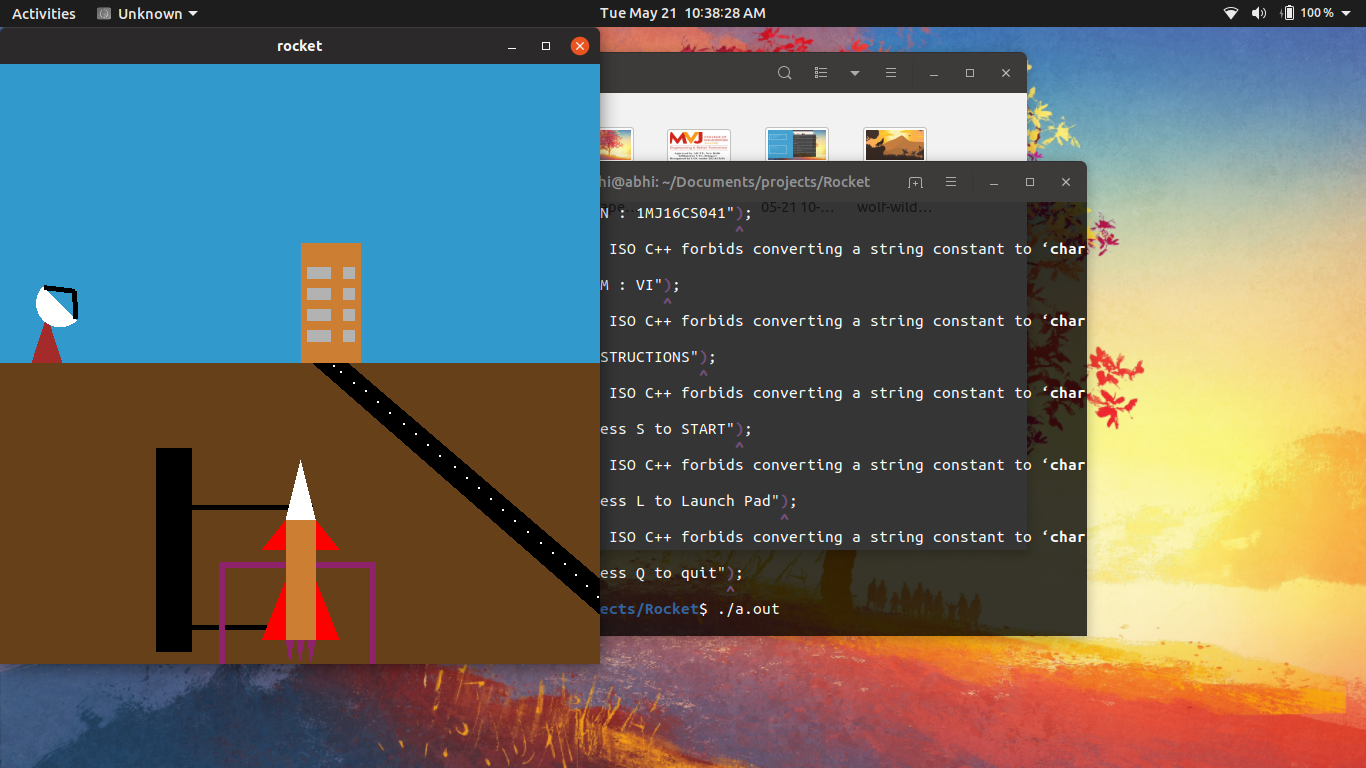 Activities Unknown Tue May 21 10:38:28 AM 100 %
rocket
MVJ
hi@abhi: ~/Documents/projects/Rocket
05-21 10-... wolf-wild...
N : 1MJ16CS041");
^
ISO C++ forbids converting a string constant to ‘char
M : VI");
^
ISO C++ forbids converting a string constant to ‘char
STRUCTIONS");
^
ISO C++ forbids converting a string constant to ‘char
ess S to START");
^
ISO C++ forbids converting a string constant to ‘char
ess L to Launch Pad");
^
ISO C++ forbids converting a string constant to ‘char
ess Q to quit");
^
ects/Rocket$ ./a.out